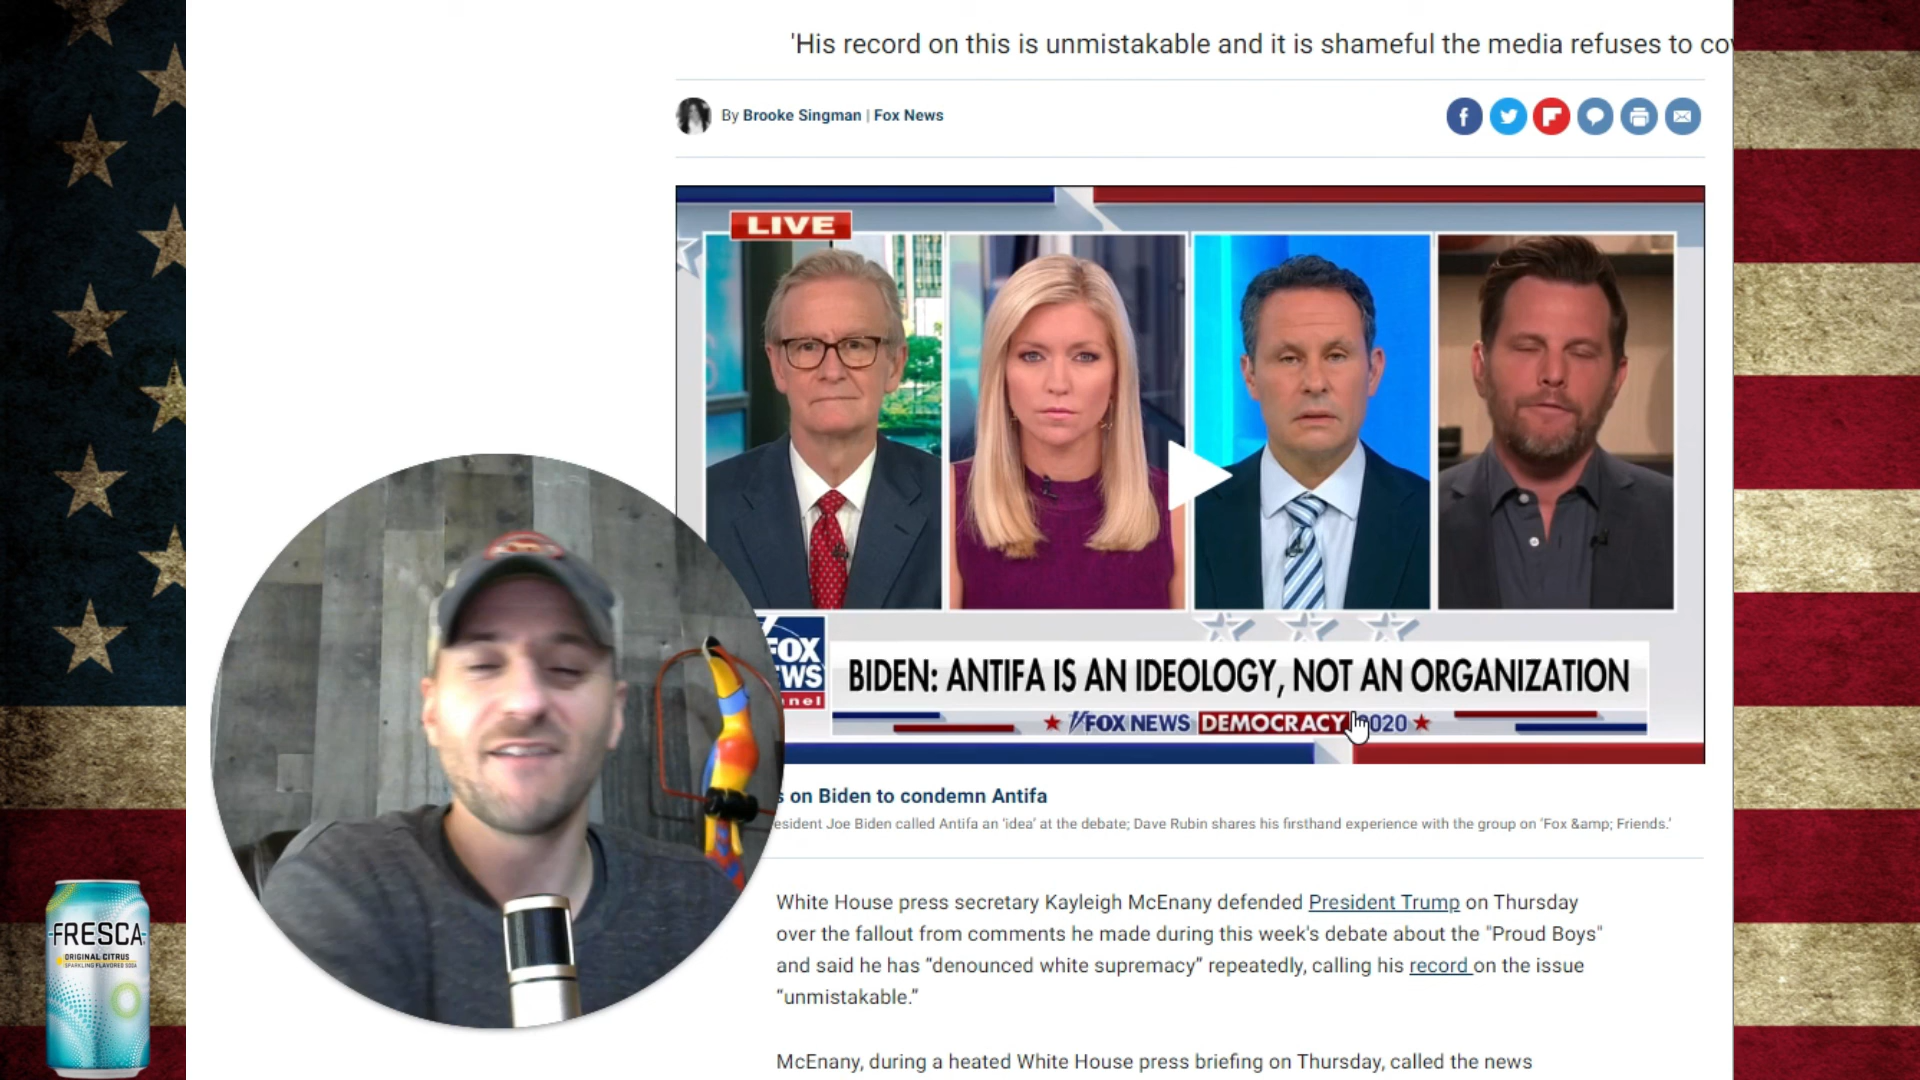 'His record on this is unmistakable and it is shameful the media refuses to co
By Brooke Singman | Fox News
f
LIVE
FOX
WS
nnel
BIDEN: ANTIFA IS AN IDEOLOGY, NOT AN ORGANIZATION
FOX NEWS DEMOCRACY 2020
s on Biden to condemn Antifa
esident Joe Biden called Antifa an 'idea' at the debate; Dave Rubin shares his firsthand experience with the group on 'Fox &amp; Friends.'
White House press secretary Kayleigh McEnany defended President Trump on Thursday
over the fallout from comments he made during this week's debate about the "Proud Boys"
and said he has “denounced white supremacy” repeatedly, calling his record on the issue
“unmistakable.”
McEnany, during a heated White House press briefing on Thursday, called the news
FRESCA
ORIGINAL CITRUS
SPARKLING FLAVORED SODA